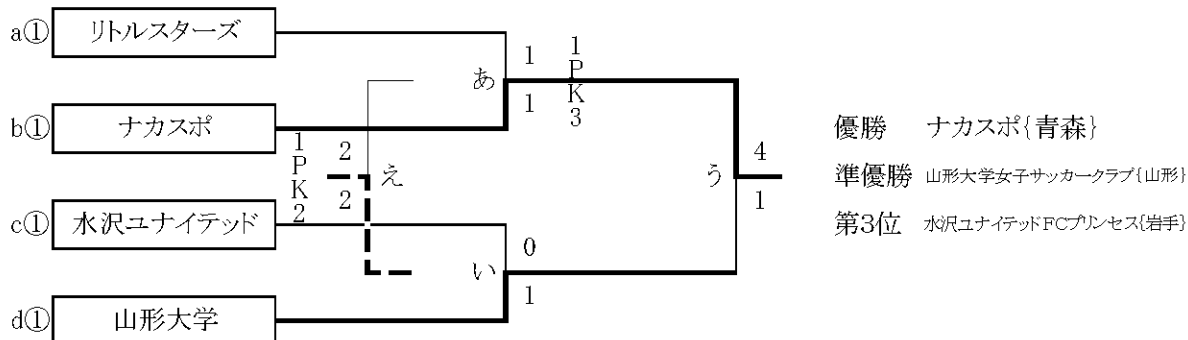 a① リトルスターズ
1
1
PK
3
あ
1
b① ナカスポ
優勝 ナカスポ{青森}
1
PK
2
2
え
2
4
う
1
準優勝 山形大学女子サッカークラブ{山形}
c① 水沢ユナイテッド
第3位 水沢ユナイテッドFCプリンセス{岩手}
0
い
1
d① 山形大学